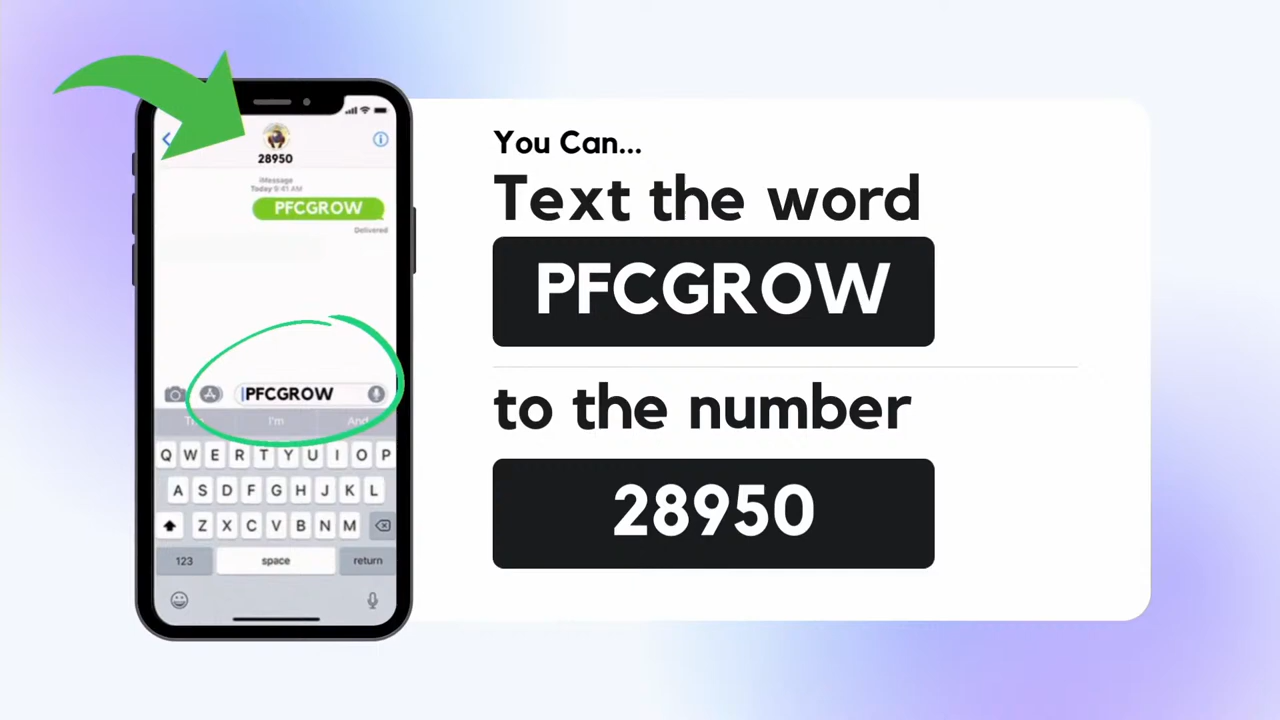 You Can...
Text the word
PFCGROW
to the number
28950
28950
iMessage
Today 9:41 AM
PFCGROW
Delivered
PFCGROW
I'm
And
Q W E R T Y U I O P
A S D F G H J K L
Z X C V B N M
123 space return